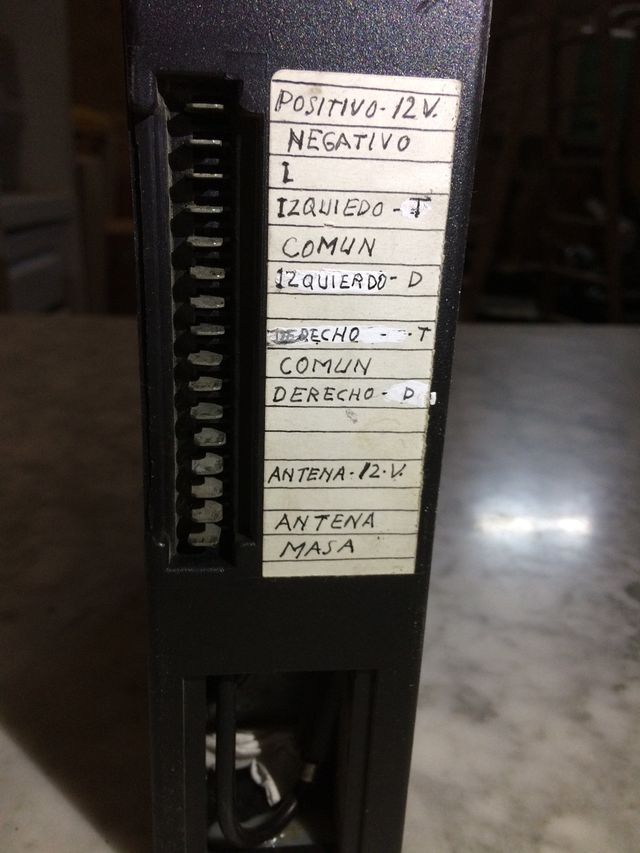 POSITIVO-12V.
NEGATIVO
I
IZQUIEDO-T
COMUN
IZQUIERDO-D
DERECHO--T
COMUN
DERECHO-D
ANTENA-12.V.
ANTENA
MASA